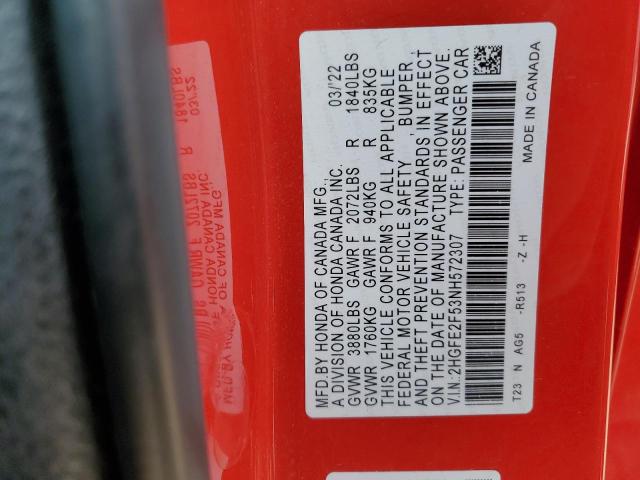 MFD.BY HONDA OF CANADA MFG., 03/'22
A DIVISION OF HONDA CANADA INC.
GVWR 3880LBS GAWR F 2072LBS R 1840LBS
GVWR 1760KG GAWR F 940KG R 835KG
THIS VEHICLE CONFORMS TO ALL APPLICABLE
FEDERAL MOTOR VEHICLE SAFETY , BUMPER ,
AND THEFT PREVENTION STANDARDS IN EFFECT
ON THE DATE OF MANUFACTURE SHOWN ABOVE.
V.I.N.:2HGFE2F53NH572307 TYPE: PASSENGER CAR
T23 N AG5 -R513 -Z -H MADE IN CANADA